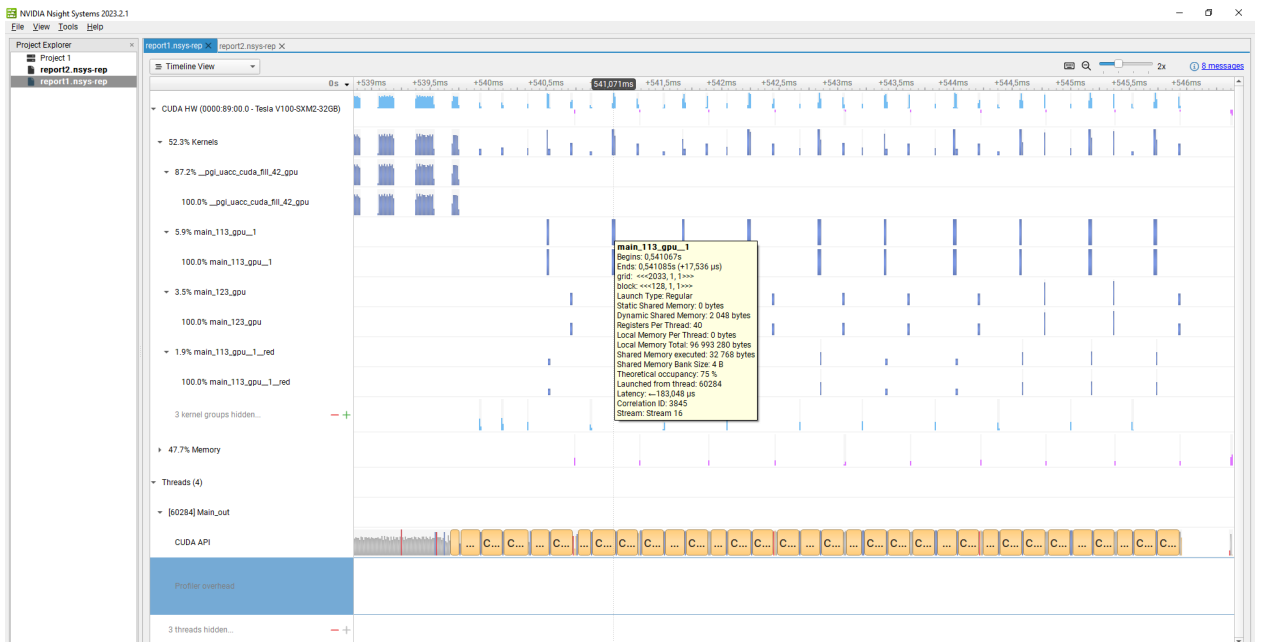 NVIDIA Nsight Systems 2023.2.1
File View Tools Help
Project Explorer ×
Project 1
report2.nsys-rep
report1.nsys-rep
report1.nsys-rep × report2.nsys-rep ×
Timeline View
2x
8 messages
0s +539ms +539,5ms +540ms +540,5ms 541,071ms +541,5ms +542ms +542,5ms +543ms +543,5ms +544ms +544,5ms +545ms +545,5ms +546ms
CUDA HW (0000:89:00.0 - Tesla V100-SXM2-32GB)
52.3% Kernels
87.2% __pgi_uacc_cuda_fill_42_gpu
100.0% __pgi_uacc_cuda_fill_42_gpu
5.9% main_113_gpu__1
100.0% main_113_gpu__1
3.5% main_123_gpu
100.0% main_123_gpu
1.9% main_113_gpu__1__red
100.0% main_113_gpu__1__red
3 kernel groups hidden... − +
47.7% Memory
Threads (4)
[60284] Main_out
CUDA API
... C... C... ... C... ... C... C... C... ... C... ... C... C... C... ... C... ... C... C... C... ... C... ... C... C... ... C... ... C... C...
Profiler overhead
3 threads hidden... − +
main_113_gpu__1
Begins: 0,541067s
Ends: 0,541085s (+17,536 μs)
grid: <<<2033, 1, 1>>>
block: <<<128, 1, 1>>>
Launch Type: Regular
Static Shared Memory: 0 bytes
Dynamic Shared Memory: 2 048 bytes
Registers Per Thread: 40
Local Memory Per Thread: 0 bytes
Local Memory Total: 96 993 280 bytes
Shared Memory executed: 32 768 bytes
Shared Memory Bank Size: 4 B
Theoretical occupancy: 75 %
Launched from thread: 60284
Latency: ←183,048 μs
Correlation ID: 3845
Stream: Stream 16